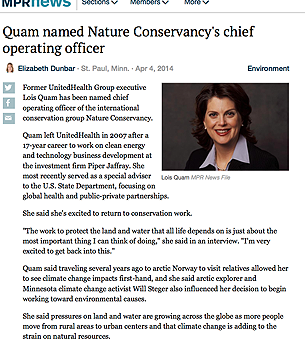 MPRnews Sections Members More
Quam named Nature Conservancy's chief
operating officer
Elizabeth Dunbar · St. Paul, Minn. · Apr 4, 2014 Environment
Former UnitedHealth Group executive
Lois Quam has been named chief
operating officer of the international
conservation group Nature Conservancy.
Quam left UnitedHealth in 2007 after a
17-year career to work on clean energy
and technology business development at
the investment firm Piper Jaffray. She
most recently served as a special adviser
to the U.S. State Department, focusing on
global health and public-private partnerships.
Lois Quam MPR News File
She said she's excited to return to conservation work.
"The work to protect the land and water that all life depends on is just about the
most important thing I can think of doing," she said in an interview. "I'm very
excited to get back into this."
Quam said traveling several years ago to arctic Norway to visit relatives allowed her
to see climate change impacts first-hand, and she said arctic explorer and
Minnesota climate change activist Will Steger also influenced her decision to begin
working toward environmental causes.
She said pressures on land and water are growing across the globe as more people
move from rural areas to urban centers and that climate change is adding to the
strain on natural resources.